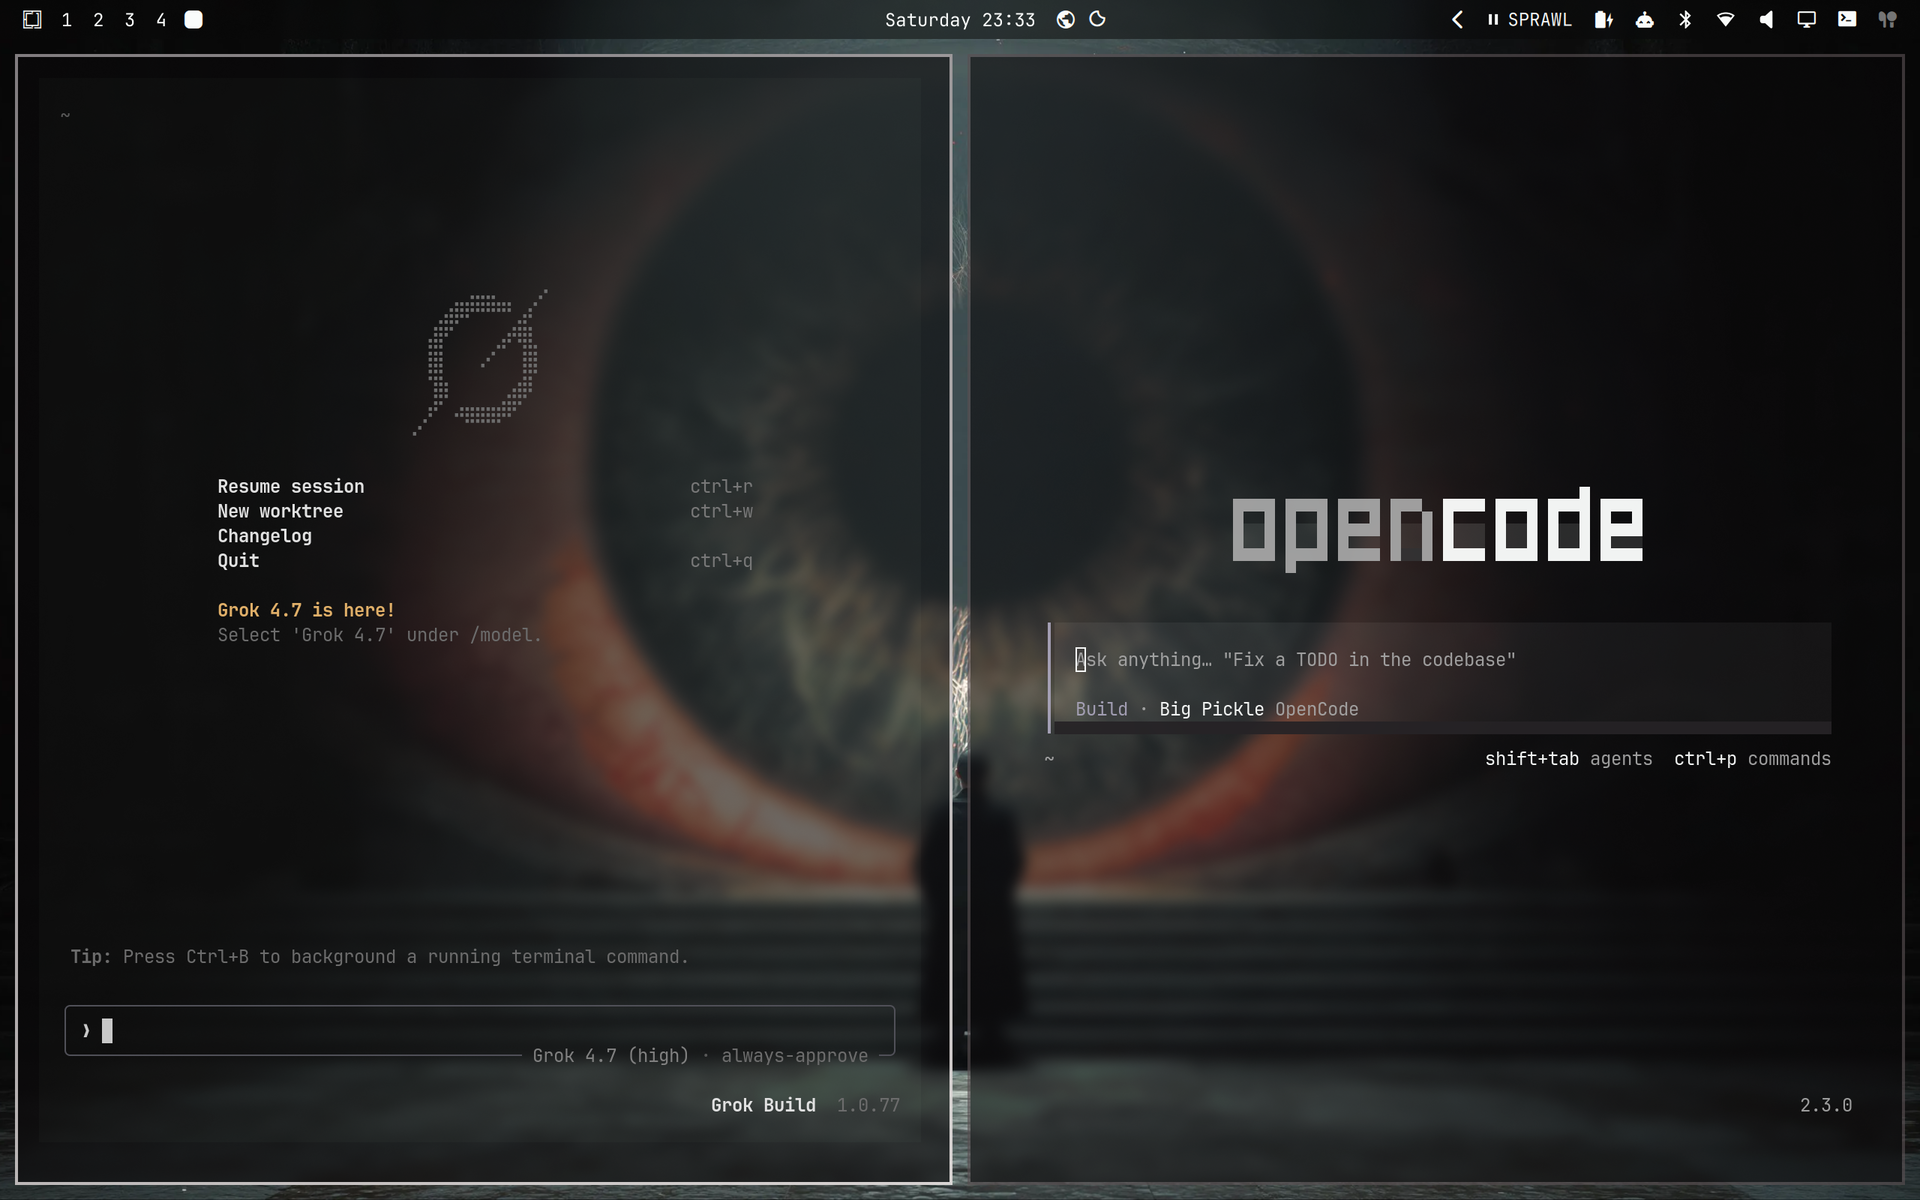 1 2 3 4
Saturday 23:33
SPRAWL
~
Resume session ctrl+r
New worktree ctrl+w
Changelog
Quit ctrl+q
Grok 4.7 is here!
Select 'Grok 4.7' under /model.
Tip: Press Ctrl+B to background a running terminal command.
❯
Grok 4.7 (high) · always-approve
Grok Build 1.0.77
opencode
Ask anything… "Fix a TODO in the codebase"
Build · Big Pickle OpenCode
~ shift+tab agents ctrl+p commands
2.3.0